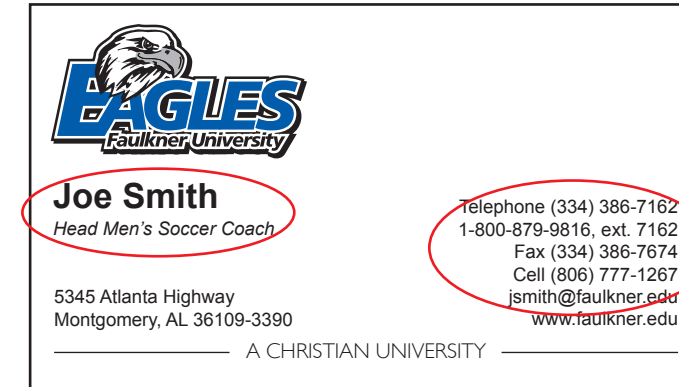 EAGLES
Faulkner University
Joe Smith
Head Men's Soccer Coach
5345 Atlanta Highway
Montgomery, AL 36109-3390
Telephone (334) 386-7162
1-800-879-9816, ext. 7162
Fax (334) 386-7674
Cell (806) 777-1267
jsmith@faulkner.edu
www.faulkner.edu
A CHRISTIAN UNIVERSITY